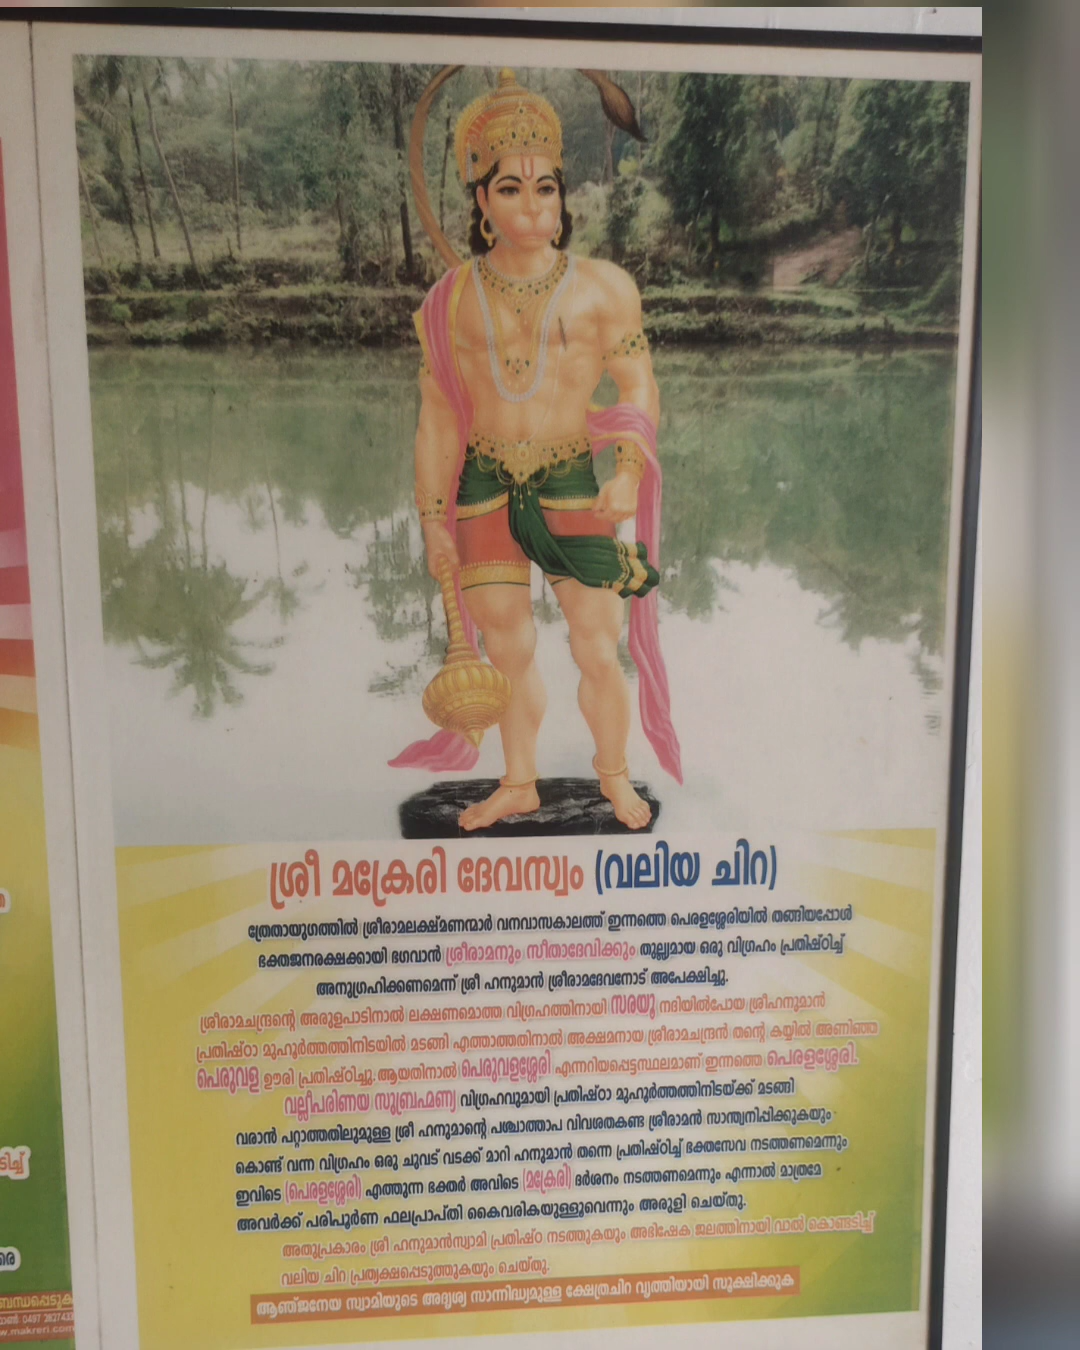 ശ്രീ മക്രേരി ദേവസ്വം (വലിയ ചിറ)
ത്രേതായുഗത്തിൽ ശ്രീരാമലക്ഷ്മണന്മാർ വനവാസകാലത്ത് ഇന്നത്തെ പെരളശ്ശേരിയിൽ തങ്ങിയപ്പോൾ
ഭക്തജനരക്ഷക്കായി ഭഗവാൻ ശ്രീരാമനും സീതാദേവിക്കും തുല്ല്യമായ ഒരു വിഗ്രഹം പ്രതിഷ്ഠിച്ച്
അനുഗ്രഹിക്കണമെന്ന് ശ്രീ ഹനുമാൻ ശ്രീരാമദേവനോട് അപേക്ഷിച്ചു.
ശ്രീരാമചന്ദ്രന്റെ അരുളപാടിനാൽ ലക്ഷണമൊത്ത വിഗ്രഹത്തിനായി സരയൂ നദിയിൽപോയ ശ്രീഹനുമാൻ
പ്രതിഷ്ഠാ മുഹൂർത്തത്തിനിടയിൽ മടങ്ങി എത്താത്തതിനാൽ അക്ഷമനായ ശ്രീരാമചന്ദ്രൻ തന്റെ കയ്യിൽ അണിഞ്ഞ
പെരുവള ഊരി പ്രതിഷ്ഠിച്ചു. ആയതിനാൽ പെരുവളശ്ശേരി എന്നറിയപ്പെട്ടസ്ഥലമാണ് ഇന്നത്തെ പെരളശ്ശേരി.
വല്ലീപരിണയ സുബ്രഹ്മണ്യ വിഗ്രഹവുമായി പ്രതിഷ്ഠാ മുഹൂർത്തത്തിനിടയ്ക്ക് മടങ്ങി
വരാൻ പറ്റാത്തതിലുമുള്ള ശ്രീ ഹനുമാന്റെ പശ്ചാത്താപ വിവശതകണ്ട ശ്രീരാമൻ സാന്ത്വനിപ്പിക്കുകയും
കൊണ്ട് വന്ന വിഗ്രഹം ഒരു ചുവട് വടക്ക് മാറി ഹനുമാൻ തന്നെ പ്രതിഷ്ഠിച്ച് ഭക്തസേവ നടത്തണമെന്നും
ഇവിടെ (പെരളശ്ശേരി) എത്തുന്ന ഭക്തർ അവിടെ (മക്രേരി) ദർശനം നടത്തണമെന്നും എന്നാൽ മാത്രമേ
അവർക്ക് പരിപൂർണ ഫലപ്രാപ്തി കൈവരികയുള്ളൂവെന്നും അരുളി ചെയ്തു.
അതുപ്രകാരം ശ്രീ ഹനുമാൻസ്വാമി പ്രതിഷ്ഠ നടത്തുകയും അഭിഷേക ജലത്തിനായി വാൽ കൊണ്ടടിച്ച്
വലിയ ചിറ പ്രത്യക്ഷപ്പെടുത്തുകയും ചെയ്തു.
ആഞ്ജനേയ സ്വാമിയുടെ അദൃശ്യ സാന്നിദ്ധ്യമുള്ള ക്ഷേത്രചിറ വൃത്തിയായി സൂക്ഷിക്കുക
0497 2827433
w.makreri.com